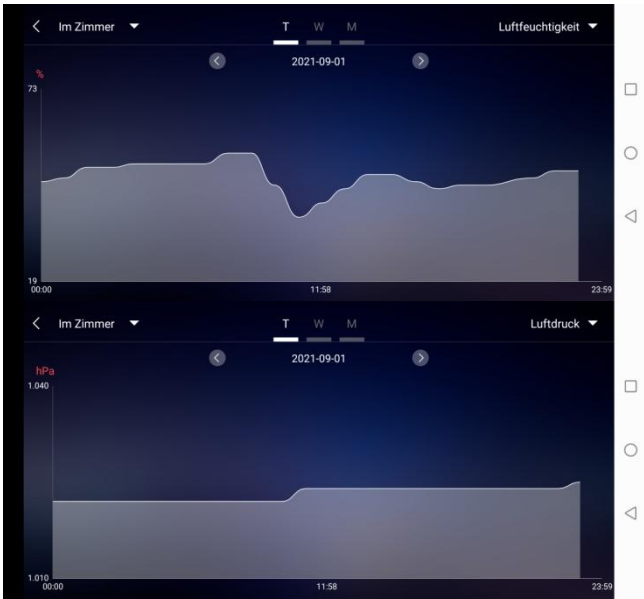 Im Zimmer T W M Luftfeuchtigkeit
2021-09-01
%
73
19
00:00 11:58 23:59
Im Zimmer T W M Luftdruck
2021-09-01
hPa
1.040
1.010
00:00 11:58 23:59